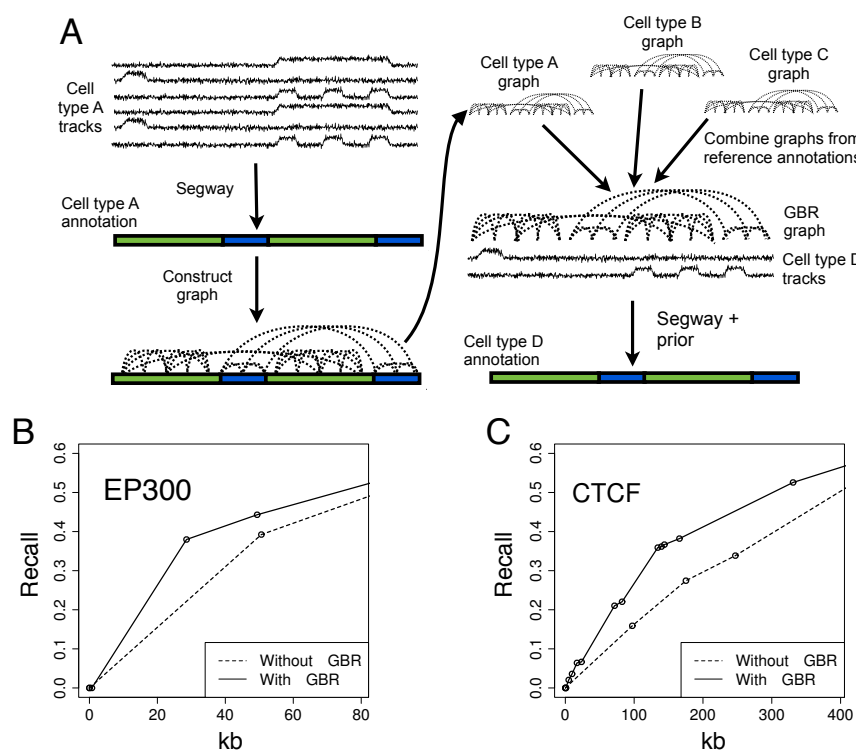 A
Cell
type A
tracks
Segway
Cell type A
annotation
Construct
graph
Cell type A
graph
Cell type B
graph
Cell type C
graph
Combine graphs from
reference annotations
GBR
graph
Cell type D
tracks
Segway +
prior
Cell type D
annotation
B
EP300
Recall
0.6
0.5
0.4
0.3
0.2
0.1
0.0
0 20 40 60 80
kb
Without GBR
With GBR
C
CTCF
Recall
0.6
0.5
0.4
0.3
0.2
0.1
0.0
0 100 200 300 400
kb
Without GBR
With GBR